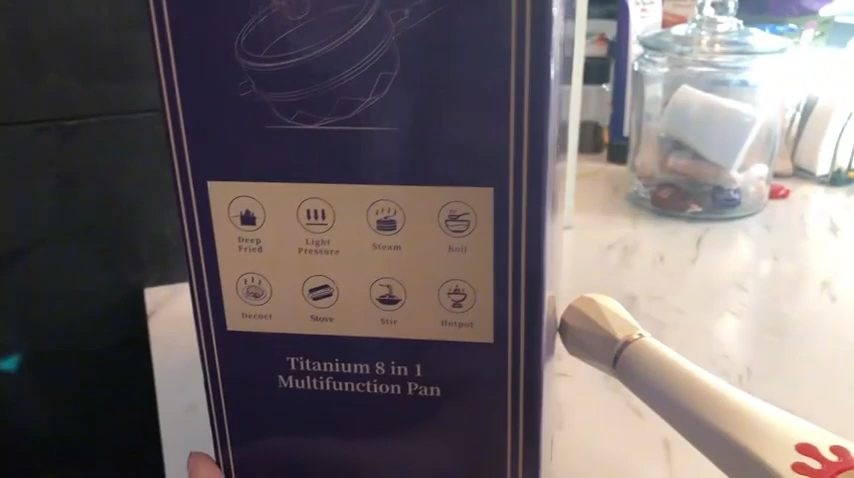 Deep
Fried
Light
Pressure
Steam
Boil
Decoct
Stove
Stir
Hotpot
Titanium 8 in 1
Multifunction Pan